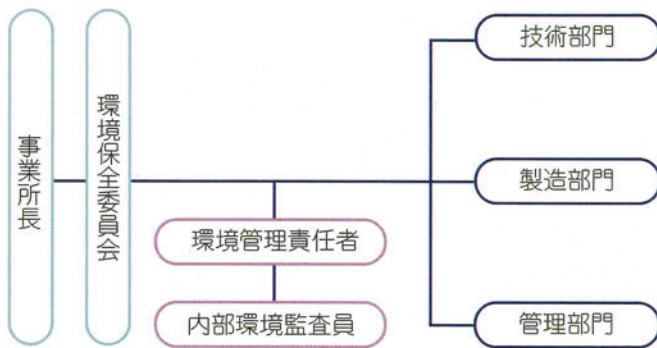 事業所長
環境保全委員会
環境管理責任者
内部環境監査員
技術部門
製造部門
管理部門